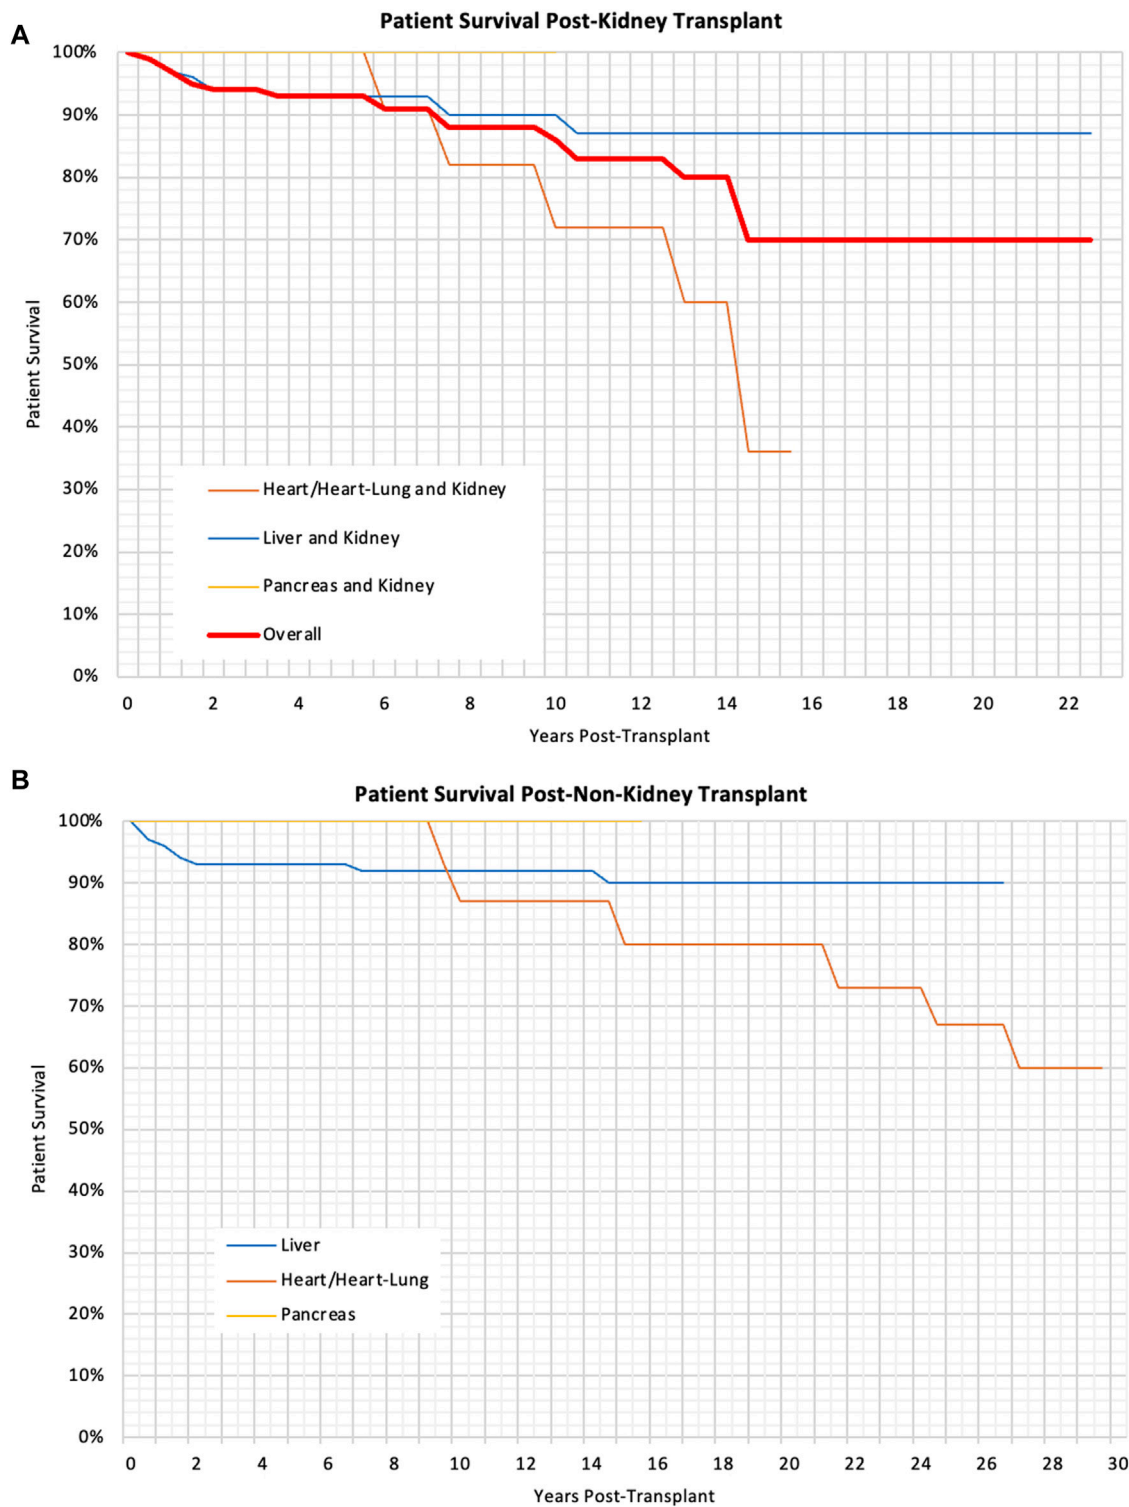 A
Patient Survival Post-Kidney Transplant
100%
90%
80%
70%
60%
50%
40%
30%
20%
10%
0%
Patient Survival
Heart/Heart-Lung and Kidney
Liver and Kidney
Pancreas and Kidney
Overall
0 2 4 6 8 10 12 14 16 18 20 22
Years Post-Transplant
B
Patient Survival Post-Non-Kidney Transplant
100%
90%
80%
70%
60%
50%
40%
30%
20%
10%
0%
Patient Survival
Liver
Heart/Heart-Lung
Pancreas
0 2 4 6 8 10 12 14 16 18 20 22 24 26 28 30
Years Post-Transplant